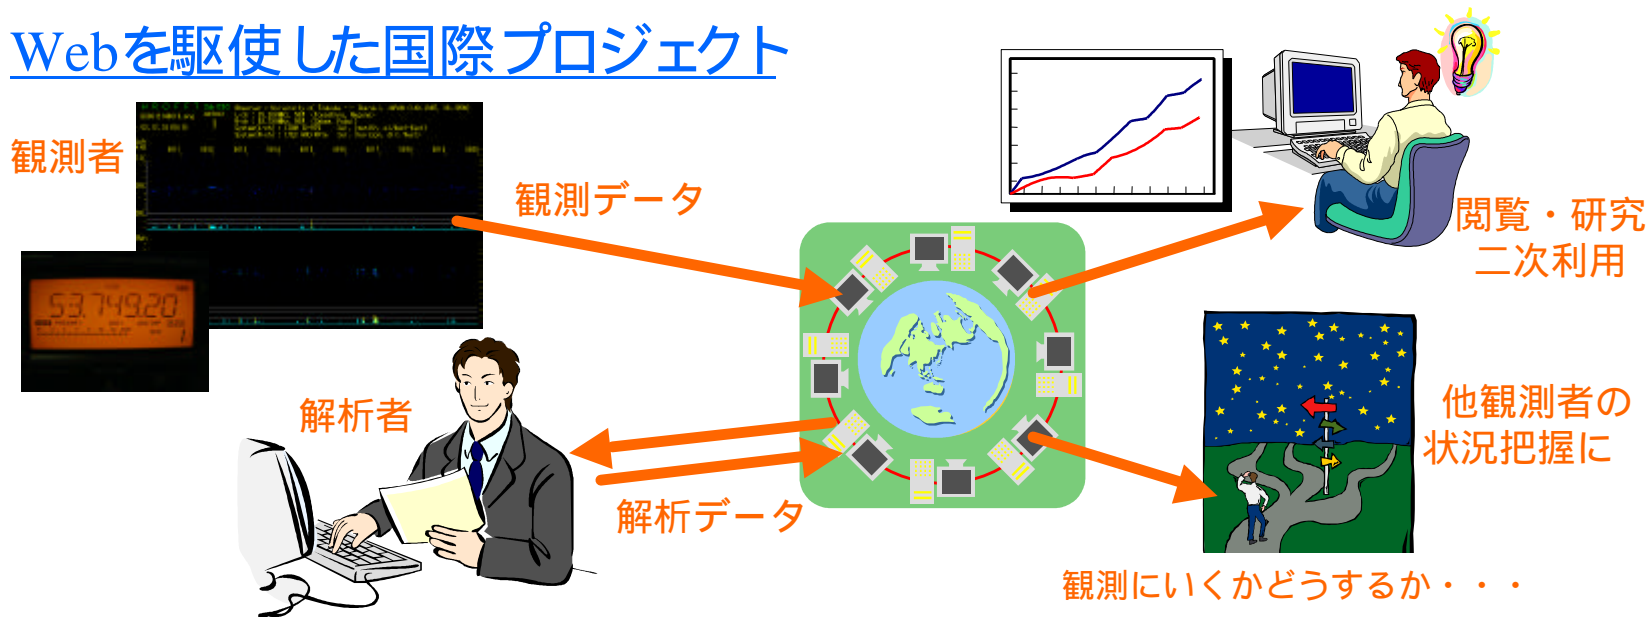 Webを駆使した国際プロジェクト
観測者
観測データ
53.749.20
解析者
解析データ
閲覧・研究
二次利用
他観測者の
状況把握に
観測にいくかどうするか・・・